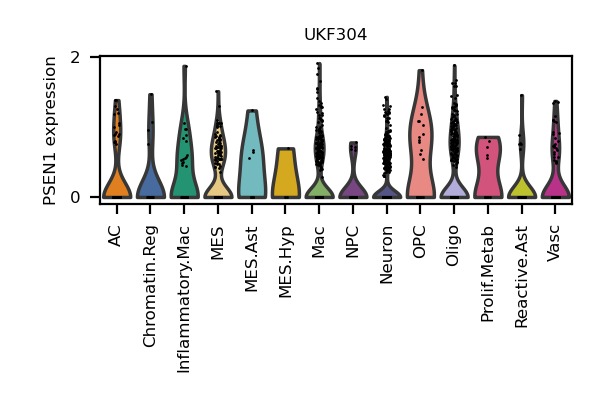 UKF304
PSEN1 expression
2
0
AC
Chromatin.Reg
Inflammatory.Mac
MES
MES.Ast
MES.Hyp
Mac
NPC
Neuron
OPC
Oligo
Prolif.Metab
Reactive.Ast
Vasc